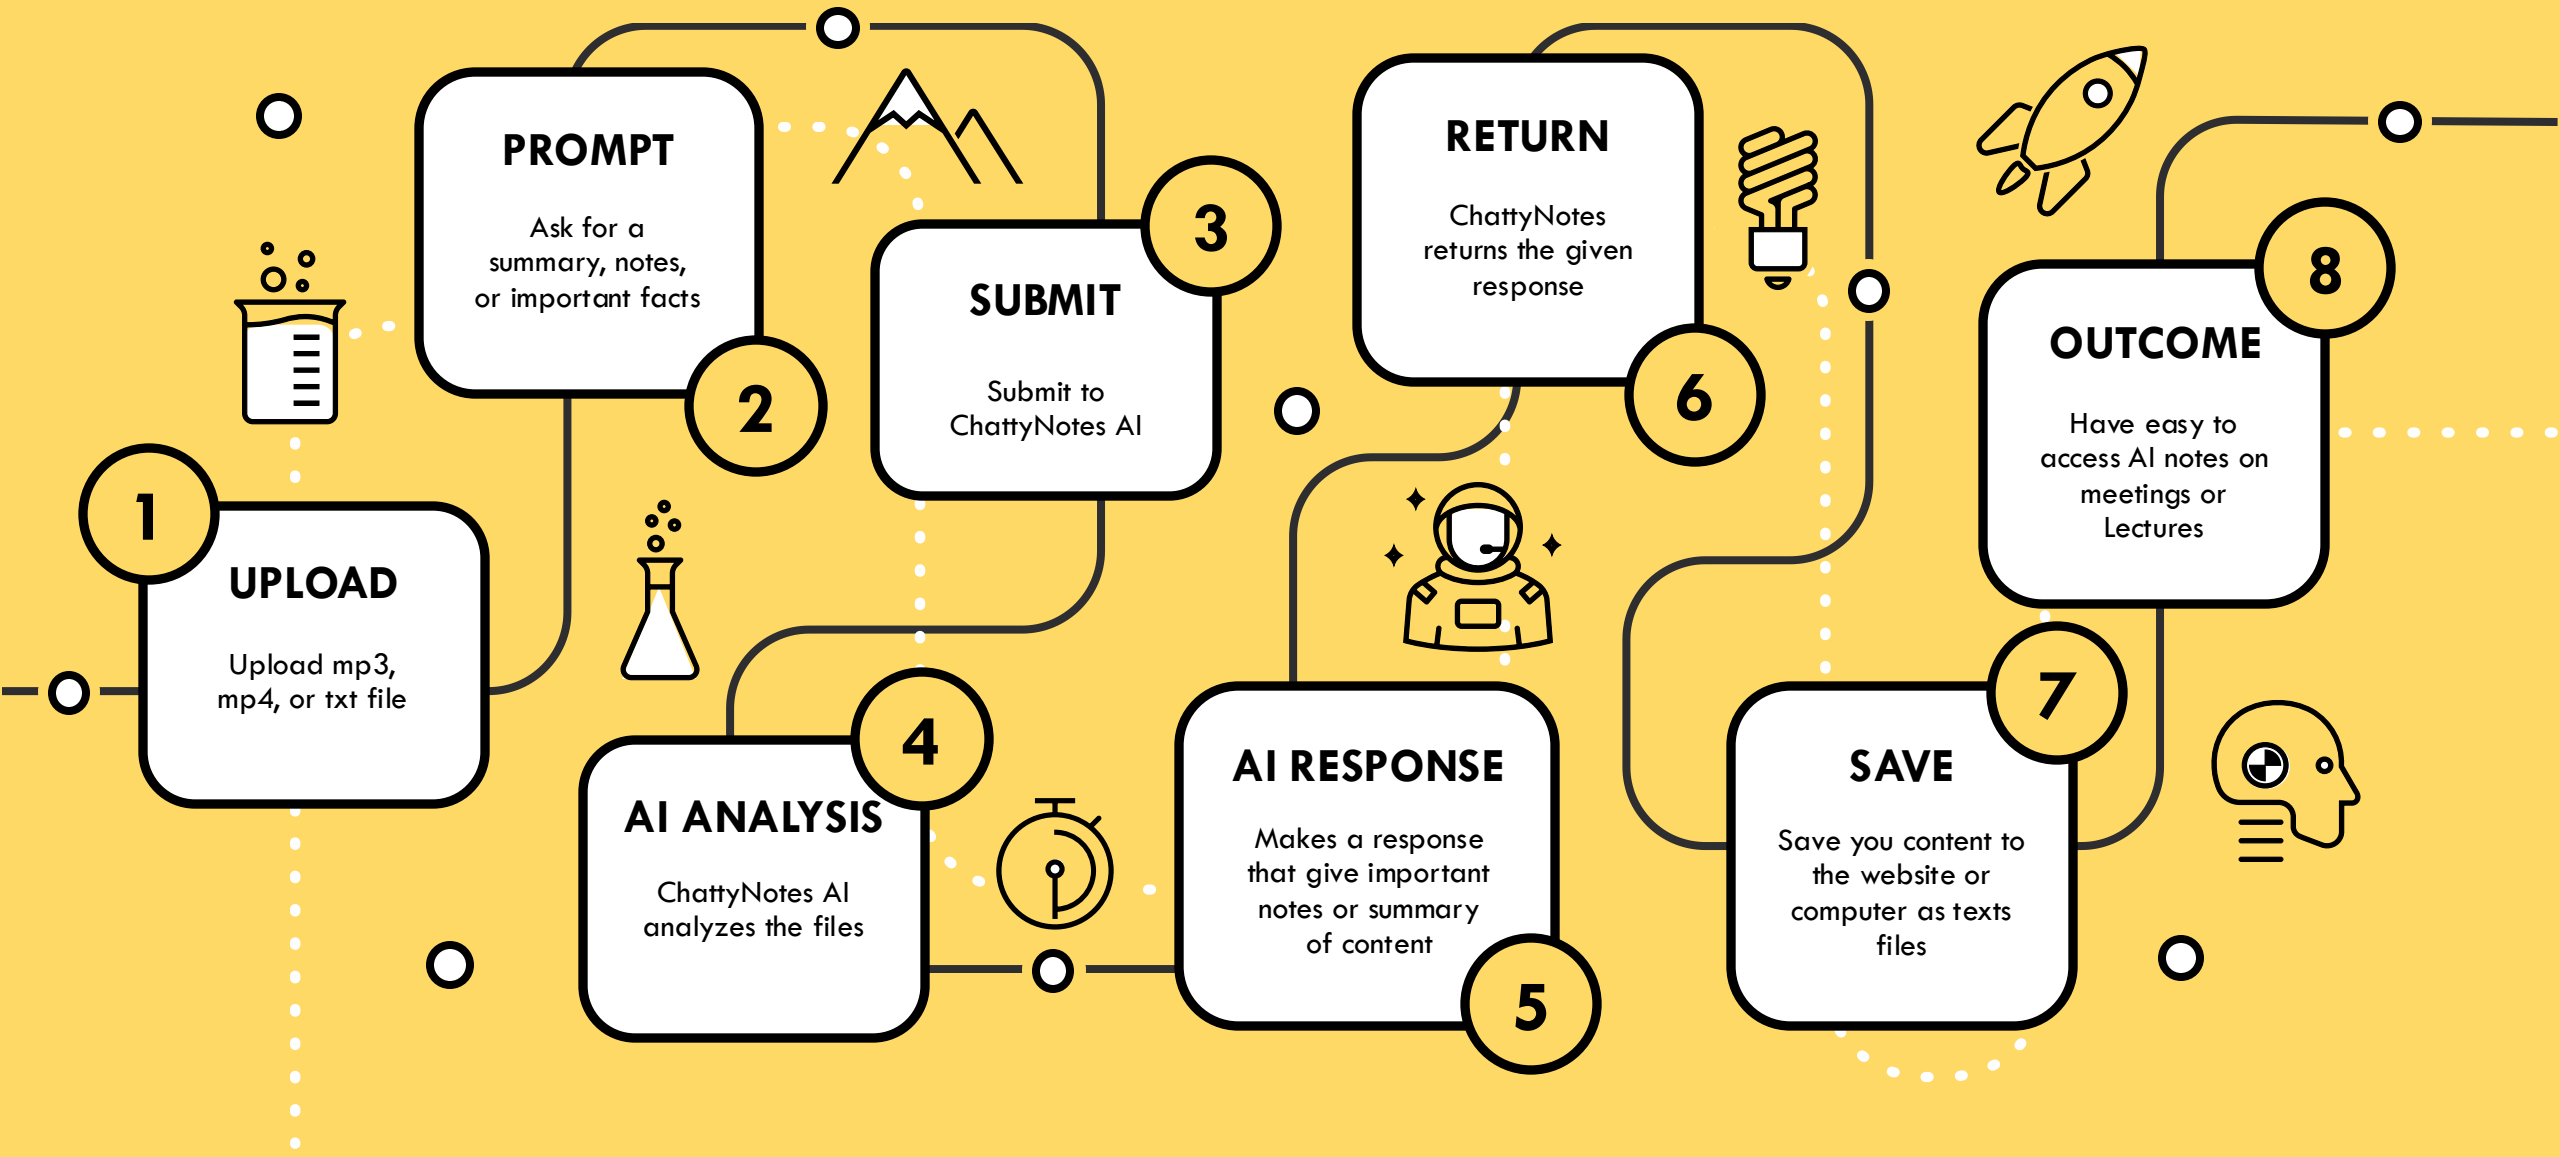 1
UPLOAD
Upload mp3,
mp4, or txt file
PROMPT
Ask for a
summary, notes,
or important facts
2
3
SUBMIT
Submit to
ChattyNotes AI
4
AI ANALYSIS
ChattyNotes AI
analyzes the files
AI RESPONSE
Makes a response
that give important
notes or summary
of content
5
RETURN
ChattyNotes
returns the given
response
6
7
SAVE
Save you content to
the website or
computer as texts
files
8
OUTCOME
Have easy to
access AI notes on
meetings or
Lectures